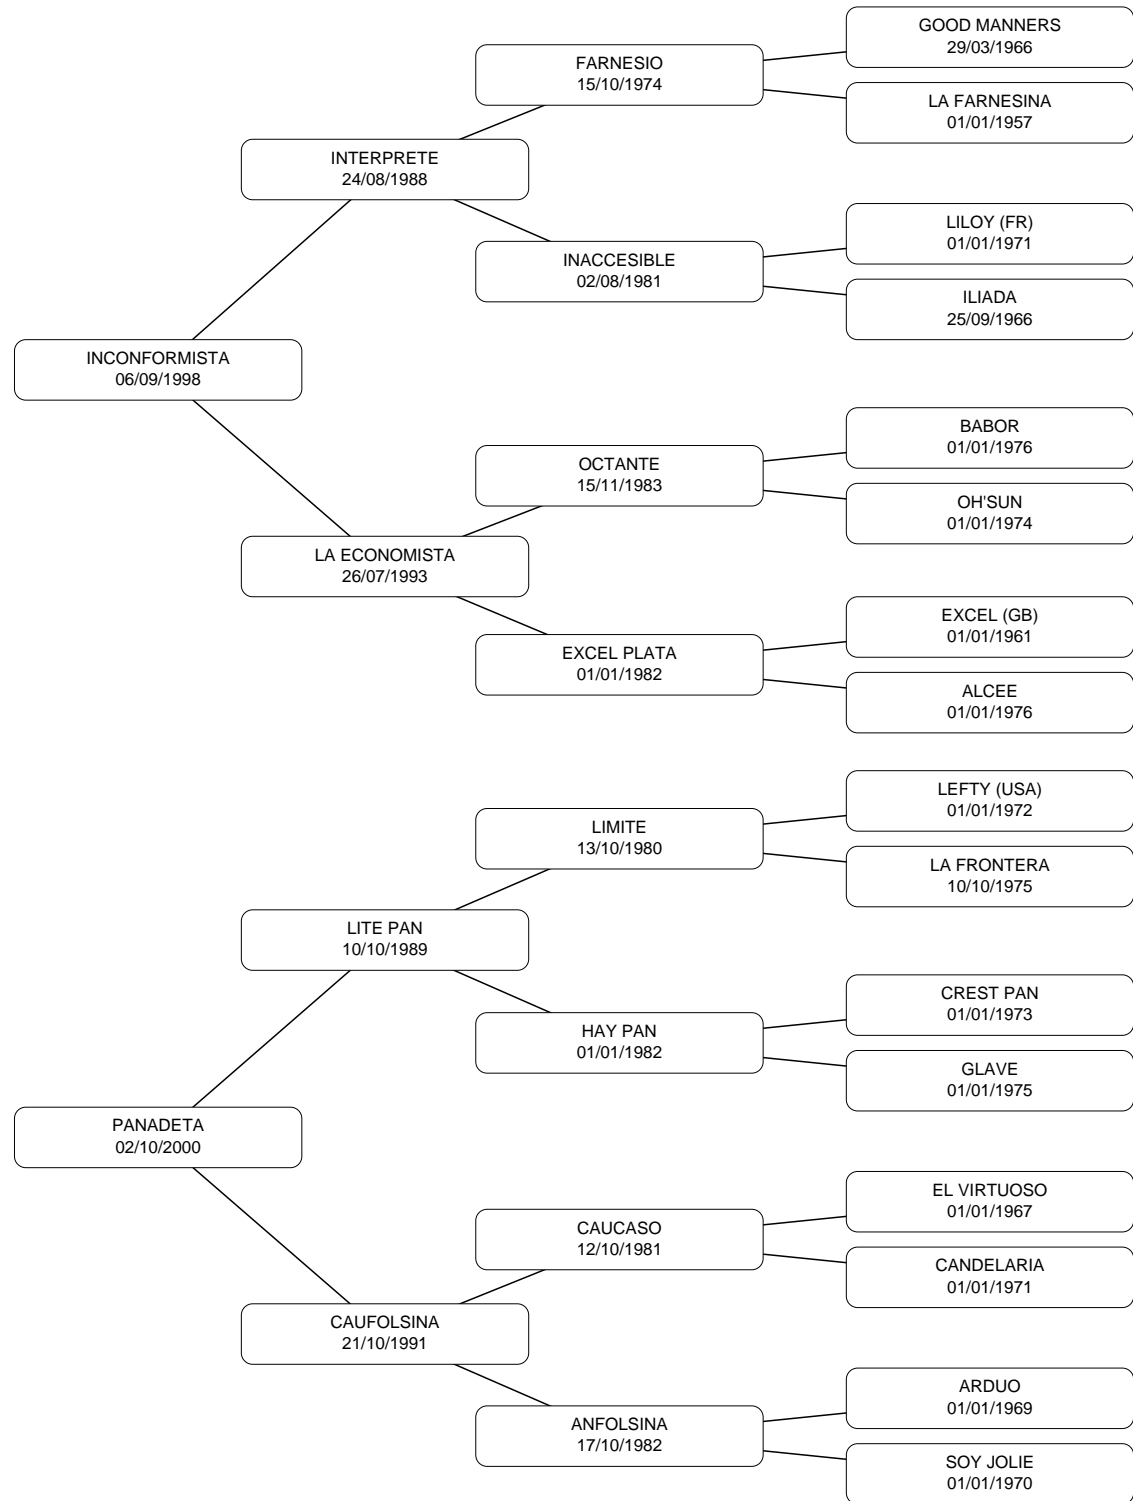 GOOD MANNERS
29/03/1966
FARNESIO
15/10/1974
LA FARNESINA
01/01/1957
INTERPRETE
24/08/1988
LILOY (FR)
01/01/1971
INACCESIBLE
02/08/1981
ILIADA
25/09/1966
INCONFORMISTA
06/09/1998
BABOR
01/01/1976
OCTANTE
15/11/1983
OH'SUN
01/01/1974
LA ECONOMISTA
26/07/1993
EXCEL (GB)
01/01/1961
EXCEL PLATA
01/01/1982
ALCEE
01/01/1976
LEFTY (USA)
01/01/1972
LIMITE
13/10/1980
LA FRONTERA
10/10/1975
LITE PAN
10/10/1989
CREST PAN
01/01/1973
HAY PAN
01/01/1982
GLAVE
01/01/1975
PANADETA
02/10/2000
EL VIRTUOSO
01/01/1967
CAUCASO
12/10/1981
CANDELARIA
01/01/1971
CAUFOLSINA
21/10/1991
ARDUO
01/01/1969
ANFOLSINA
17/10/1982
SOY JOLIE
01/01/1970